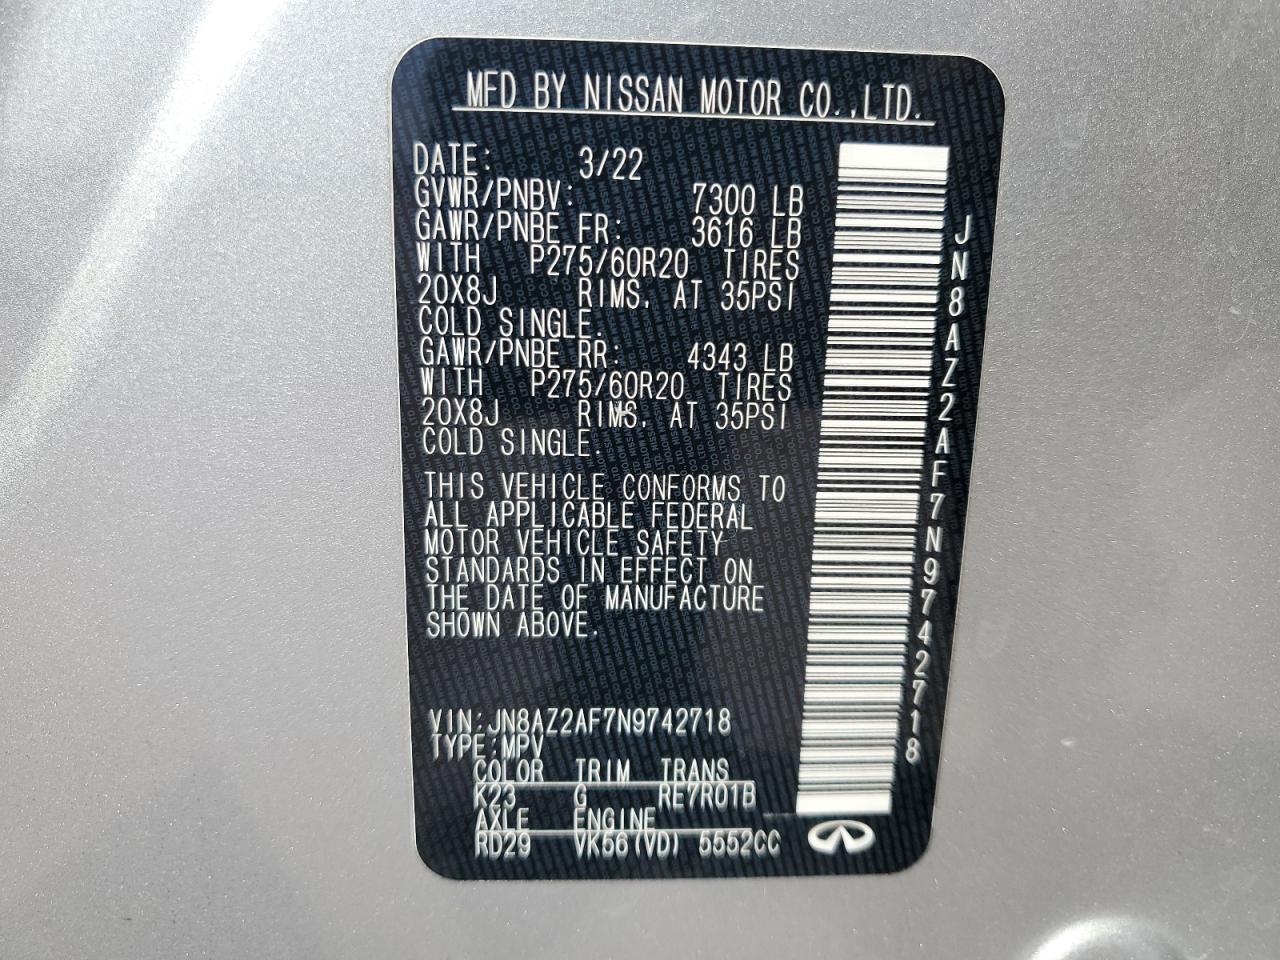 MFD BY NISSAN MOTOR CO.,LTD.
DATE: 3/22
GVWR/PNBV: 7300 LB
GAWR/PNBE FR: 3616 LB
WITH P275/60R20 TIRES
20X8J RIMS, AT 35PSI
COLD SINGLE.
GAWR/PNBE RR: 4343 LB
WITH P275/60R20 TIRES
20X8J RIMS, AT 35PSI
COLD SINGLE.
THIS VEHICLE CONFORMS TO
ALL APPLICABLE FEDERAL
MOTOR VEHICLE SAFETY
STANDARDS IN EFFECT ON
THE DATE OF MANUFACTURE
SHOWN ABOVE.
VIN:JN8AZ2AF7N9742718
TYPE:MPV
COLOR TRIM TRANS
K23 G RE7R01B
AXLE ENGINE
RD29 VK56(VD) 5552CC
JN8AZ2AF7N9742718